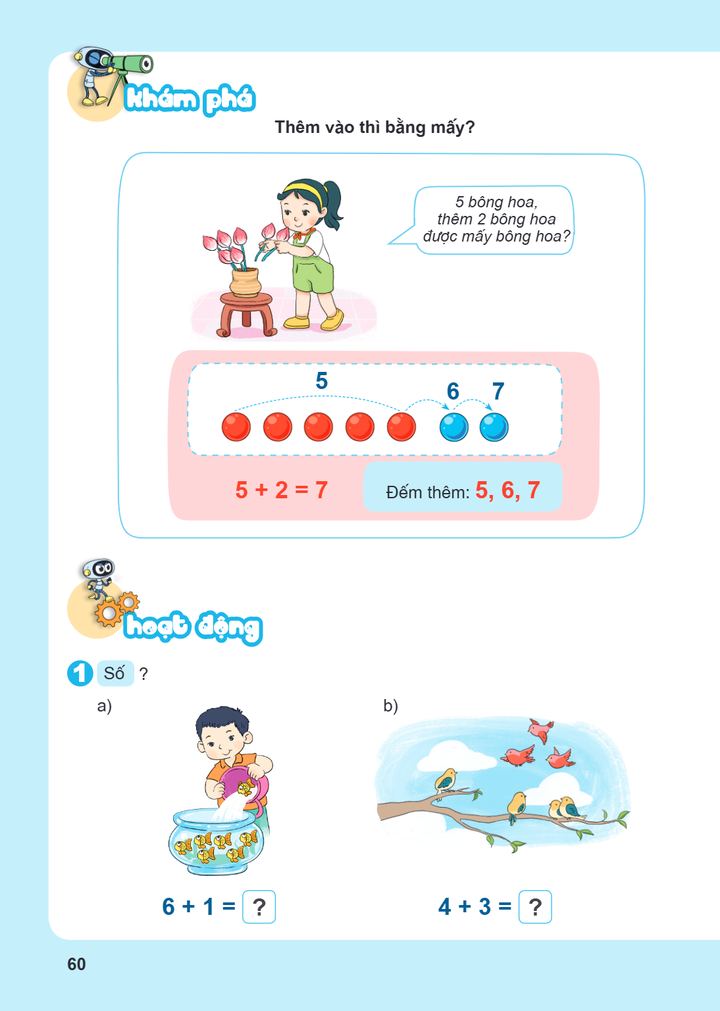 khám phá
Thêm vào thì bằng mấy?
5 bông hoa,
thêm 2 bông hoa
được mấy bông hoa?
5 6 7
5 + 2 = 7
Đếm thêm: 5, 6, 7
hoạt động
1 Số ?
a) b)
6 + 1 = ? 4 + 3 = ?
60